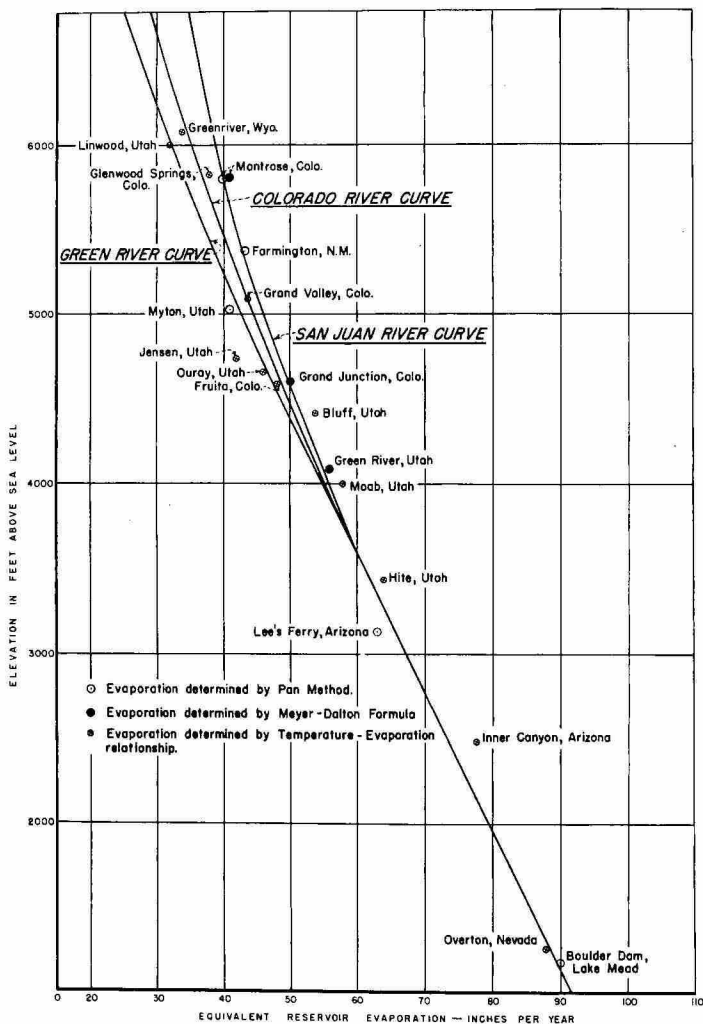 6000
5000
4000
3000
2000
ELEVATION IN FEET ABOVE SEA LEVEL
Greenriver, Wyo.
Linwood, Utah
Glenwood Springs,
Colo.
Montrose, Colo.
COLORADO RIVER CURVE
GREEN RIVER CURVE
Farmington, N.M.
Grand Valley, Colo.
Myton, Utah
SAN JUAN RIVER CURVE
Jensen, Utah
Ouray, Utah
Fruita, Colo.
Grand Junction, Colo.
Bluff, Utah
Green River, Utah
Moab, Utah
Hite, Utah
Lee's Ferry, Arizona
Evaporation determined by Pan Method.
Evaporation determined by Meyer-Dalton Formula
Evaporation determined by Temperature-Evaporation
relationship.
Inner Canyon, Arizona
Overton, Nevada
Boulder Dam,
Lake Mead
0 20 30 40 50 60 70 80 90 100 110
EQUIVALENT RESERVOIR EVAPORATION — INCHES PER YEAR